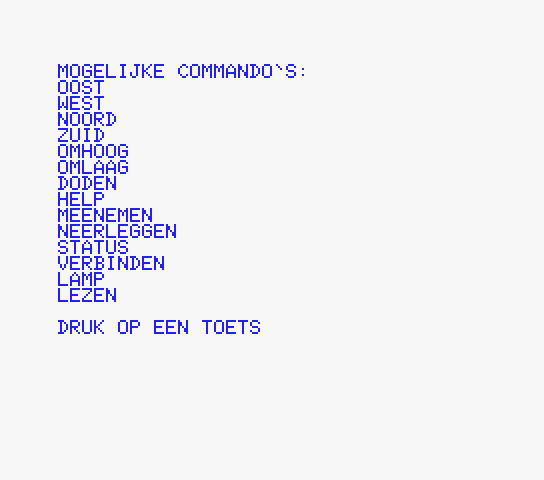 MOGELIJKE COMMANDO`S:
OOST
WEST
NOORD
ZUID
OMHOOG
OMLAAG
DODEN
HELP
MEENEMEN
NEERLEGGEN
STATUS
VERBINDEN
LAMP
LEZEN
DRUK OP EEN TOETS